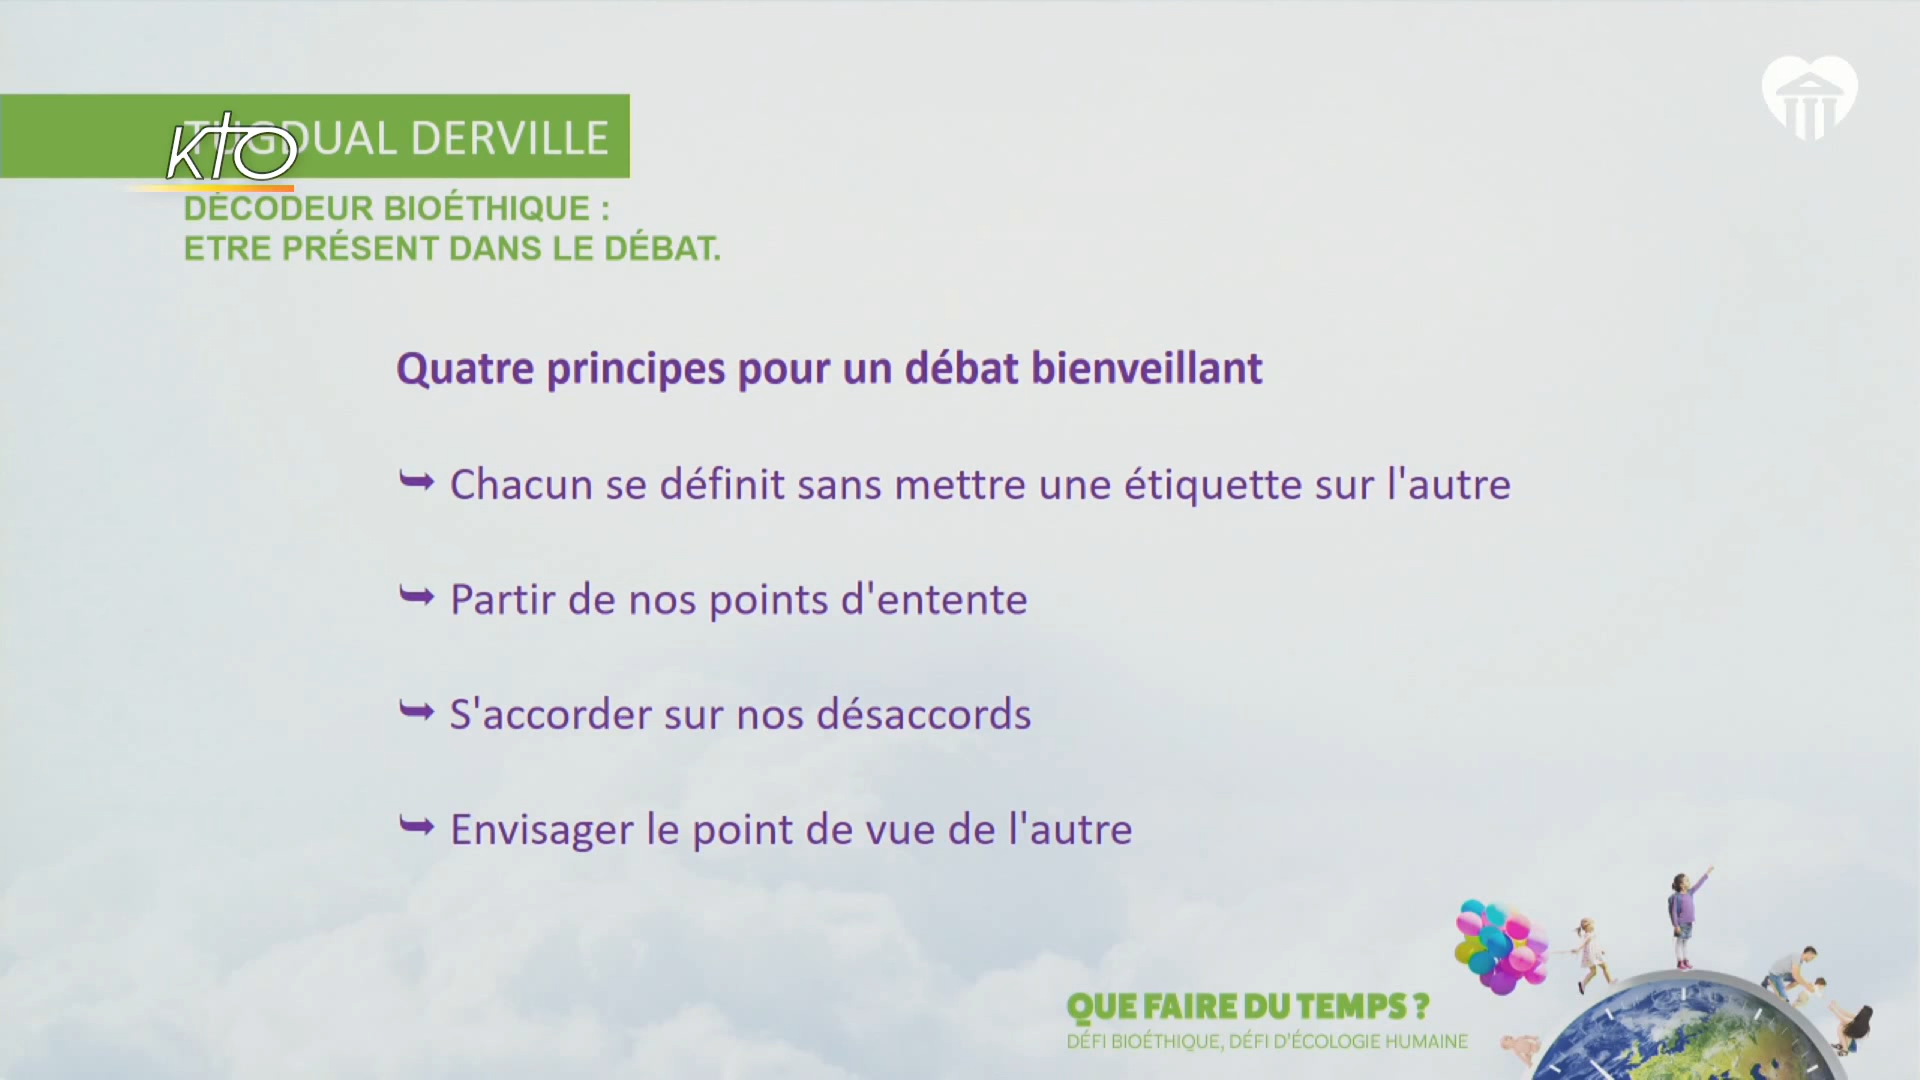 TUGDUAL DERVILLE
KTO
DÉCODEUR BIOÉTHIQUE :
ETRE PRÉSENT DANS LE DÉBAT.
Quatre principes pour un débat bienveillant
➥ Chacun se définit sans mettre une étiquette sur l'autre
➥ Partir de nos points d'entente
➥ S'accorder sur nos désaccords
➥ Envisager le point de vue de l'autre
QUE FAIRE DU TEMPS ?
DÉFI BIOÉTHIQUE, DÉFI D'ÉCOLOGIE HUMAINE